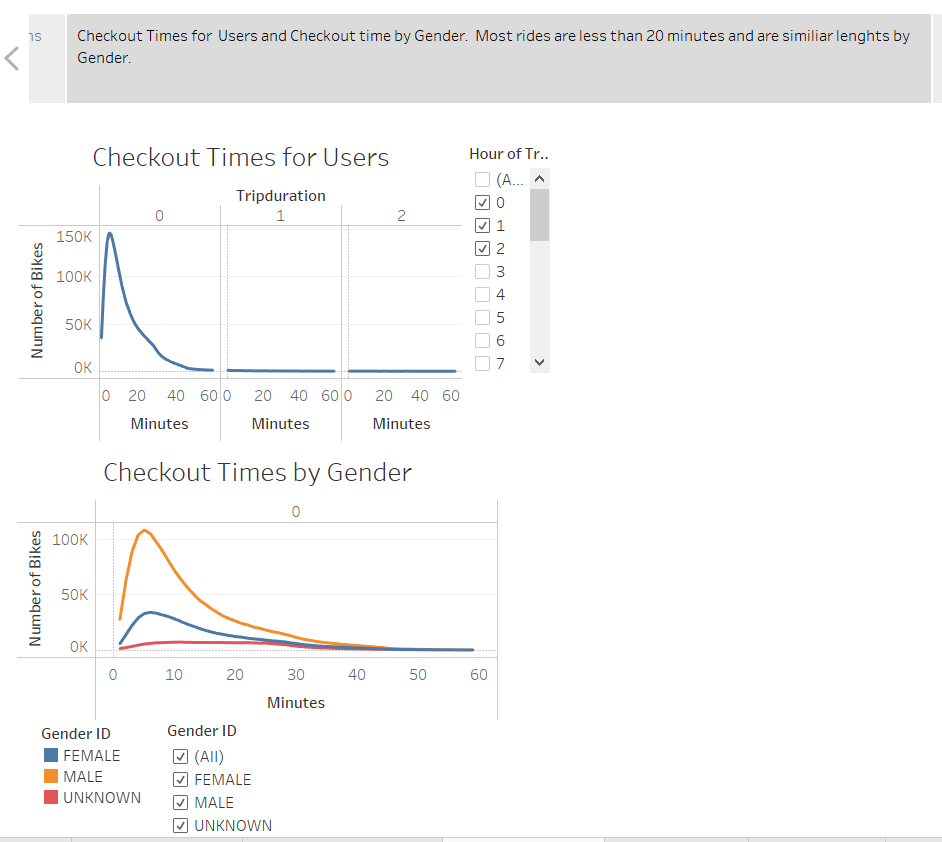 ns
Checkout Times for Users and Checkout time by Gender. Most rides are less than 20 minutes and are similiar lenghts by
Gender.
Checkout Times for Users
Tripduration
0 1 2
Number of Bikes
150K
100K
50K
0K
0 20 40 60 0 20 40 60 0 20 40 60
Minutes Minutes Minutes
Hour of Tr..
(A...
0
1
2
3
4
5
6
7
Checkout Times by Gender
0
Number of Bikes
100K
50K
0K
0 10 20 30 40 50 60
Minutes
Gender ID
FEMALE
MALE
UNKNOWN
Gender ID
(All)
FEMALE
MALE
UNKNOWN